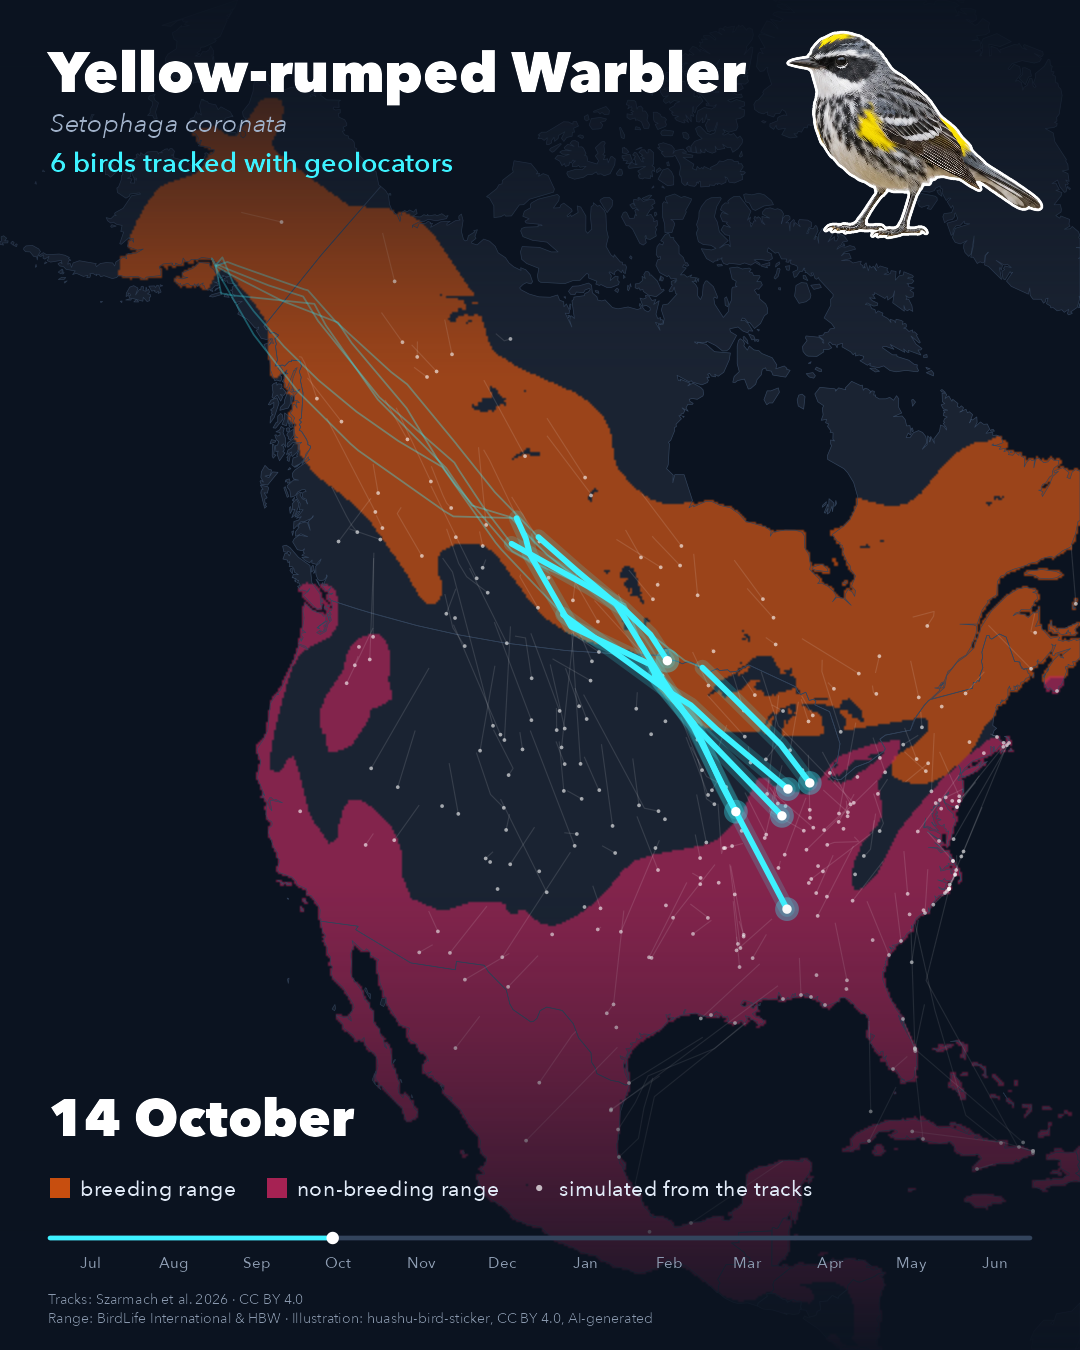 Yellow-rumped Warbler
Setophaga coronata
6 birds tracked with geolocators
14 October
breeding range non-breeding range simulated from the tracks
Jul Aug Sep Oct Nov Dec Jan Feb Mar Apr May Jun
Tracks: Szarmach et al. 2026 · CC BY 4.0
Range: BirdLife International & HBW · Illustration: huashu-bird-sticker, CC BY 4.0, AI-generated